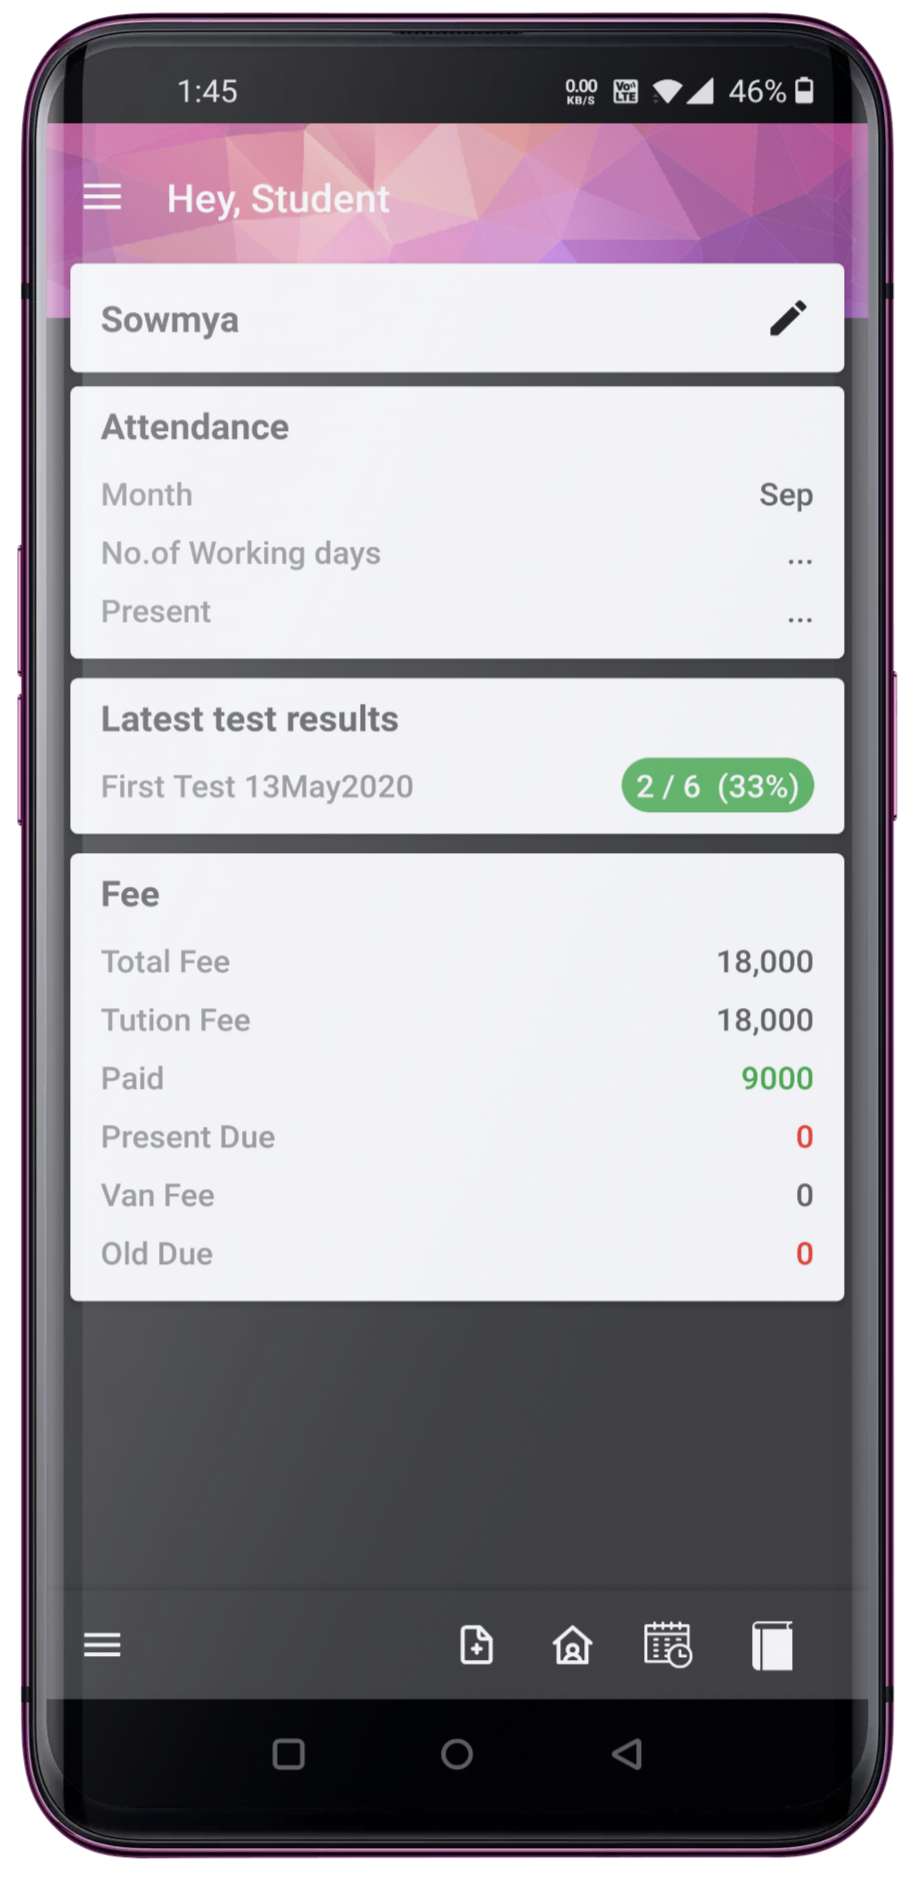 1:45 0.00 KB/S Vo LTE 46%
Hey, Student
Sowmya
Attendance
Month Sep
No.of Working days ...
Present ...
Latest test results
First Test 13May2020 2 / 6 (33%)
Fee
Total Fee 18,000
Tution Fee 18,000
Paid 9000
Present Due 0
Van Fee 0
Old Due 0